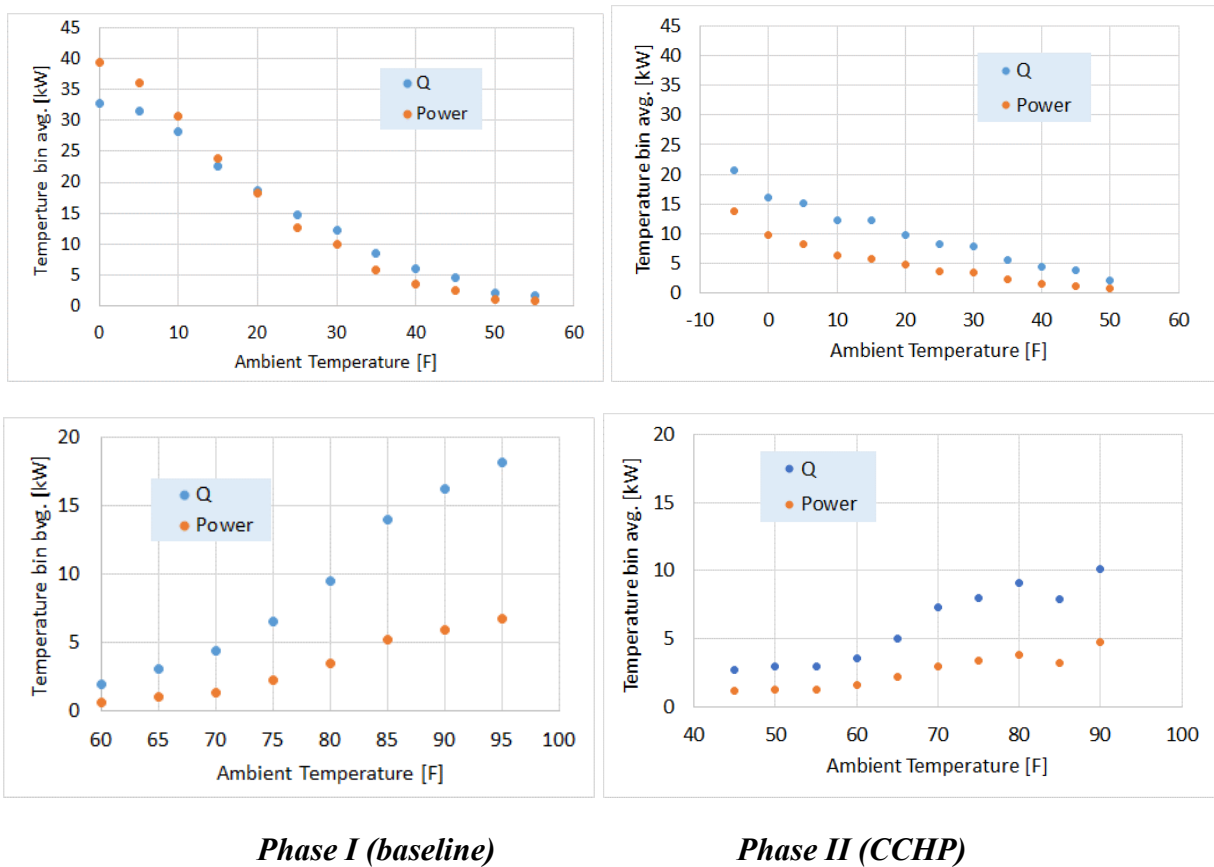 Temperture bin avg. [kW]
45
40
35
30
25
20
15
10
5
0
Q
Power
0 10 20 30 40 50 60
Ambient Temperature [F]
Temperature bin avg. [kW]
45
40
35
30
25
20
15
10
5
0
Q
Power
-10 0 10 20 30 40 50 60
Ambient Temperature [F]
Temperature bin bvg. [kW]
20
15
10
5
0
Q
Power
60 65 70 75 80 85 90 95 100
Ambient Temperature [F]
Temperature bin avg. [kW]
20
15
10
5
0
Q
Power
40 50 60 70 80 90 100
Ambient Temperature [F]
Phase I (baseline)
Phase II (CCHP)